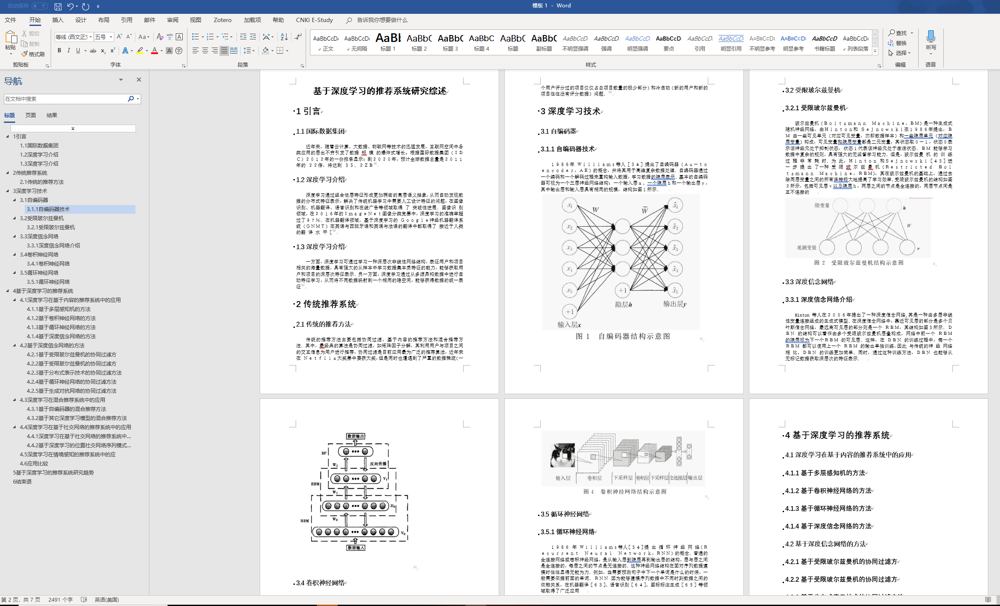 自动保存 关
模板 1 - Word
文件 开始 插入 设计 布局 引用 邮件 审阅 视图 Zotero 加载项 帮助 CNKI E-Study 告诉我你想要做什么
粘贴 剪切 复制 格式刷
等线 (西文正文 五号
AaBbCcDc 正文 AaBbCcDc 无间隔 AaBb 标题 1 AaBbC 标题 2 AaBbC 标题 3 AaBbC 标题 4 AaBbC 标题 AaBbC 副标题 AaBbCcD 不明显强调 AaBbCcD 强调 AaBbCcD 明显强调 AaBbCcD 要点 AaBbCcD 引用 AaBbCcD 明显引用 AaBbCcDd 不明显参考 AaBbCcD 明显参考 AaBbCcD 书籍标题 AaBbCcDc 列表段落
查找 替换 选择 听写
剪贴板 字体 段落 样式 编辑 语音
导航
在文档中搜索
标题 页面 结果
1引言
1.1国际数据集团
1.2深度学习介绍
1.3深度学习介绍
2传统推荐系统
2.1传统的推荐方法
3深度学习技术
3.1自编码器
3.1.1自编码器技术
3.2受限玻尔兹曼机
3.2.1受限玻尔兹曼机
3.3深度信念网络
3.3.1深度信念网络介绍
3.4卷积神经网络
3.4.1卷积神经网络
3.5循环神经网络
3.5.1循环神经网络
4基于深度学习的推荐系统
4.1深度学习在基于内容的推荐系统中的应用
4.1.1基于多层感知机的方法
4.1.2基于卷积神经网络的方法
4.1.3基于循环神经网络的方法
4.1.4基于深度信念网络的方法
4.2基于深度信念网络的方法
4.2.1基于受限玻尔兹曼机的协同过滤方
4.2.2基于受限玻尔兹曼机的协同过滤方
4.2.3基于分布式表示技术的协同过滤方法
4.2.4基于循环神经网络的协同过滤方法
4.2.5基于生成对抗网络的协同过滤方法
4.3深度学习在混合推荐系统中的应用
4.3.1基于自编码器的混合推荐方法
4.3.2基于其它深度学习模型的混合推荐方法
4.4深度学习在基于社交网络的推荐系统中的应用
4.4.1深度学习在基于社交网络的推荐系统中...
4.4.2基于深度学习的位置社交网络序列模式...
4.5深度学习在情境感知的推荐系统中的应
4.6应用比较
5基于深度学习的推荐系统研究趋势
6结束语
基于深度学习的推荐系统研究综述
1 引言
1.1 国际数据集团
近年来，随着云计算、大数据、物联网等技术的迅猛发展，互联网空间中各
类应用的层出不穷引发了数据 规 模 的爆炸式增长。根据国际数据集团（ＩＤ
Ｃ）２０１２年的一份报告显示：到２０２０年，预计全球数据总量是２０１１
年的 ２２倍，将达到 ３５．２ＺＢ[1]
1.2 深度学习介绍
深度学习通过组合低层特征形成更加稠密的高层语义抽象，从而自动发现数
据的分布式特征表示，解决了传统机器学习中需要人工设计特征的问题，在图像
识别、机器翻译、语音识别和在线广告等领域取得 了 突破性进展．图像识 别
领域，在２０１６年的ＩｍａｇｅＮｅｔ图像分类竞赛中，深度学习的准确率超
过了９７％．在机器翻译领域，基于深度学习的 Ｇｏｏｇｌｅ神经机器翻译系
统（ＧＮＭＴ）在英语与西班牙语和英语与法语的翻译中都取得了 接近于人类
的翻 译 水 平［[1]
1.3 深度学习介绍
一方面，深度学习可通过学习一种深层次非线性网络结构，表征用户和项目
相关的海量数据，具有强大的从样本中学习数据集本质特征的能力，能够获取用
户和项目的深层次特征表示．另一方面，深度学习通过从多源异构数据中进行自
动特征学习，从而将不同数据映射到一个相同的隐空间，能够获得数据的统一表
征[1]
2 传统推荐系统
2.1 传统的推荐方法
传统的推荐方法主要包括协同过滤、基于内容的推荐方法和混合推荐方
法．其中，最经典的算法是协同过滤，如矩阵因子分解，其利用用户与项目之间
的交互信息为用户进行推荐，协同过滤是目前应用最为广泛的推荐算法，近年来
在 Ｎｅｔｆｌｉｘ大奖赛中屡获大奖，但是同时也遭遇到了严重的数据稀疏（一
个用户评分过的项目仅仅占总项目数量的极少部分）和冷启动（新的用户和新的
项目往往没有评分数据）问题．[1]
3 深度学习技术
3.1 自编码器
3.1.1 自编码器技术
１９８６年 Ｗｉｌｌｉａｍｓ等人［３４］提出了自编码器（Ａｕ－ｔｏ
ｅｎｃｏｄｅｒ，ＡＥ）的概念，并将其用于高维复杂数据处理．自编码器通过
一个编码和一个解码过程来重构输入数据，学习数据的隐层表示．基本的自编码
器可视为一个三层神经网络结构：一个输入层ｘ、一个隐层ｈ和一个输出层ｙ，
其中输出层和输入层具有相同的规模，结构如图１所示．
x₁ W W̃ x̂₁
x₂ x̂₂
x₃ x̂₃
x₄ x̂₄
x₅ +1 x̂₅
隐层h 输出层y
+1
输入层x
图 1 自编码器结构示意图
3.2 受限玻尔兹曼机
3.2.1 受限玻尔兹曼机
玻尔兹曼机（Ｂｏｌｔｚｍａｎｎ Ｍａｃｈｉｎｅ，ＢＭ）是一种生成式
随机神经网络，由Ｈｉｎｔｏｎ和 Ｓｅｊｎｏｗｓｋｉ在１９８６年提出，Ｂ
Ｍ 由一些可见单元（对应可见变量，亦即数据样本）和一些隐层单元（对应隐
层变量）构成，可见变量和隐层变量都是二元变量，其状态取０－１，状态０表
示该神经元处于抑制状态，状态１代表该神经元处于激活状态．ＢＭ 能够学习
数据中复杂的规则，具有强大的无监督学习能力．但是，玻尔兹曼 机 的 训 练
过 程 非 常 耗 时．为 此，Ｈｉｎｔｏｎ 和Ｓｅｊｎｏｗｓｋｉ［４３］进
一 步 提 出 了一种 受 限 玻 尔 兹 曼 机（Ｒｅｓｔｒｉｃｔｅｄ Ｂｏｌ
ｔｚｍａｎｎ Ｍａｃｈｉｎｅ，ＲＢＭ），其在玻尔兹曼机的基础上，通过去
除同层变量之间的所有连接极大地提高了学习效率．受限玻尔兹曼机的结构如图
２所示，包括可见层ｖ以及隐层ｈ，两层之间的节点是全连接的，同层节点间是
互不连接的
隐变量 h
W
观测变量 v
图 2 受限玻尔兹曼机结构示意图
3.3 深度信念网络
3.3.1 深度信念网络介绍
Hinton 等人在２００６年提出了一种深度信念网络,其是一种由多层非线
性变量连接组成的生成式模型．在深度信念网络中，靠近可见层的部分是多个贝
叶斯信念网络，最远离可见层的部分则是一个 ＲＢＭ，其结构如图３所示．Ｄ
ＢＮ 的结构可以看作由多个受限玻尔兹曼机层叠构成，网络中前一个 ＲＢＭ
的隐层视为下一个ＲＢＭ 的可见层．这样，在 ＤＢＮ 的训练过程中，每一个
ＲＢＭ 都可以使用上一个 ＲＢＭ 的输出单独训练，因此 与传统的神 经 网络
相 比，ＤＢＮ 的训练更加简单．同时，通过这种训练方法，ＤＢＮ 也能够从
无标记数据获取深层次的特征表示．
数据输出
BP
W₂ 反向传播
V₁
RBM
W₁
H₀
W₀
RBM
V₀
数据输入
3.4 卷积神经网络
输入层 卷积层 下采样层 卷积层 下采样层 全连接层 输出层
图 4 卷积神经网络结构示意图
3.5 循环神经网络
3.5.1 循环神经网络
１９８６ 年 Ｗｉｌｌｉａｍｓ等人［３４］提 出 循 环 神 经 网 络（Ｒ
ｅｃｕｒｒｅｎｔ Ｎｅｕｒａｌ Ｎｅｔｗｏｒｋ，ＲＮＮ）的概念．普通的
全连接网络或卷积神经网络，是从输入层到隐层再到输出层的结构，层与层之间
是全连接的，每层之间的节点是无连接的．这种神经网络结构在面对序列数据建
模时往往显得无能为力．例如，当需要预测句子中下一个单词是什么的时候，一
般需要依据前面的单词．ＲＮＮ 因为能够建模序列数据中不同时刻数据之间的
依赖关系，在机器翻译［６３］、语音识别［６４］、图标标注生成［６５］等领
域取得了广泛应用
4 基于深度学习的推荐系统
4.1 深度学习在基于内容的推荐系统中的应用
4.1.1 基于多层感知机的方法
4.1.2 基于卷积神经网络的方法
4.1.3 基于循环神经网络的方法
4.1.4 基于深度信念网络的方法
4.2 基于深度信念网络的方法
4.2.1 基于受限玻尔兹曼机的协同过滤方
4.2.2 基于受限玻尔兹曼机的协同过滤方
第 2 页，共 7 页 2491 个字 英语(美国)